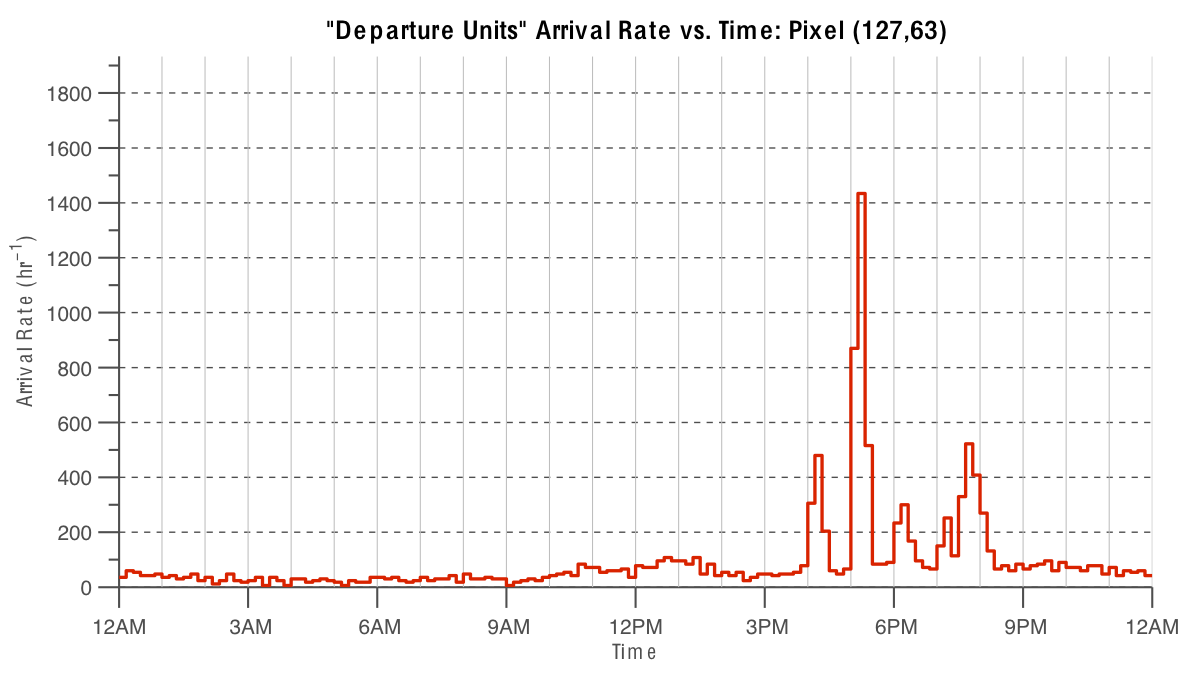 "Departure Units" Arrival Rate vs. Time: Pixel (127,63)
1800
1600
1400
1200
1000
800
600
400
200
0
Arrival Rate (hr⁻¹)
12AM 3AM 6AM 9AM 12PM 3PM 6PM 9PM 12AM
Time